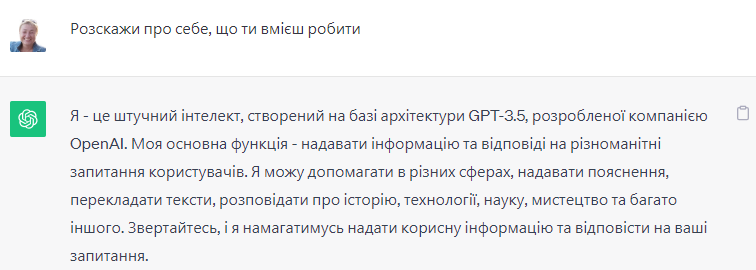 Розскажи про себе, що ти вмієш робити
Я - це штучний інтелект, створений на базі архітектури GPT-3.5, розробленої компанією
OpenAI. Моя основна функція - надавати інформацію та відповіді на різноманітні
запитання користувачів. Я можу допомагати в різних сферах, надавати пояснення,
перекладати тексти, розповідати про історію, технології, науку, мистецтво та багато
іншого. Звертайтесь, і я намагатимусь надати корисну інформацію та відповісти на ваші
запитання.